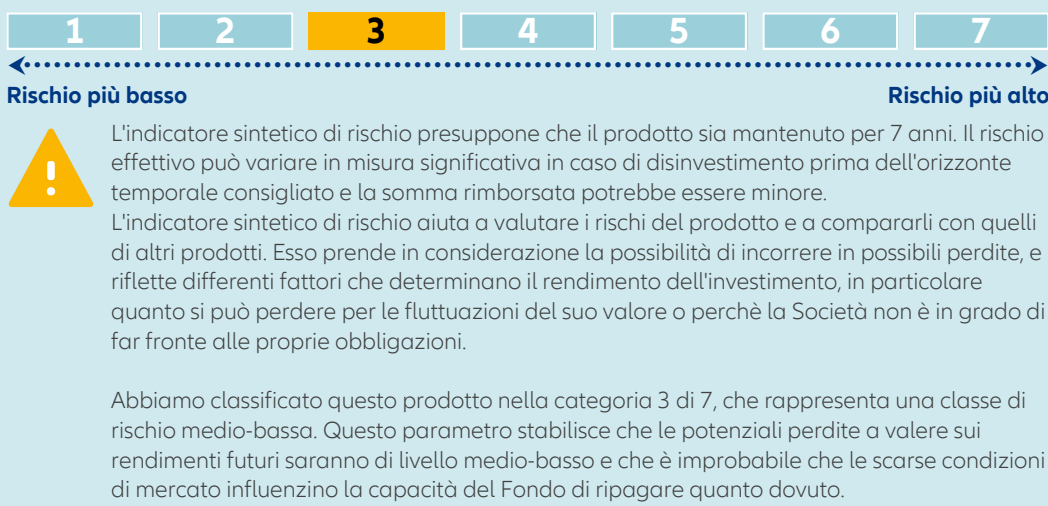 1 2 3 4 5 6 7
Rischio più basso Rischio più alto
L'indicatore sintetico di rischio presuppone che il prodotto sia mantenuto per 7 anni. Il rischio
effettivo può variare in misura significativa in caso di disinvestimento prima dell'orizzonte
temporale consigliato e la somma rimborsata potrebbe essere minore.
L'indicatore sintetico di rischio aiuta a valutare i rischi del prodotto e a compararli con quelli
di altri prodotti. Esso prende in considerazione la possibilità di incorrere in possibili perdite, e
riflette differenti fattori che determinano il rendimento dell'investimento, in particolare
quanto si può perdere per le fluttuazioni del suo valore o perchè la Società non è in grado di
far fronte alle proprie obbligazioni.
Abbiamo classificato questo prodotto nella categoria 3 di 7, che rappresenta una classe di
rischio medio-bassa. Questo parametro stabilisce che le potenziali perdite a valere sui
rendimenti futuri saranno di livello medio-basso e che è improbabile che le scarse condizioni
di mercato influenzino la capacità del Fondo di ripagare quanto dovuto.